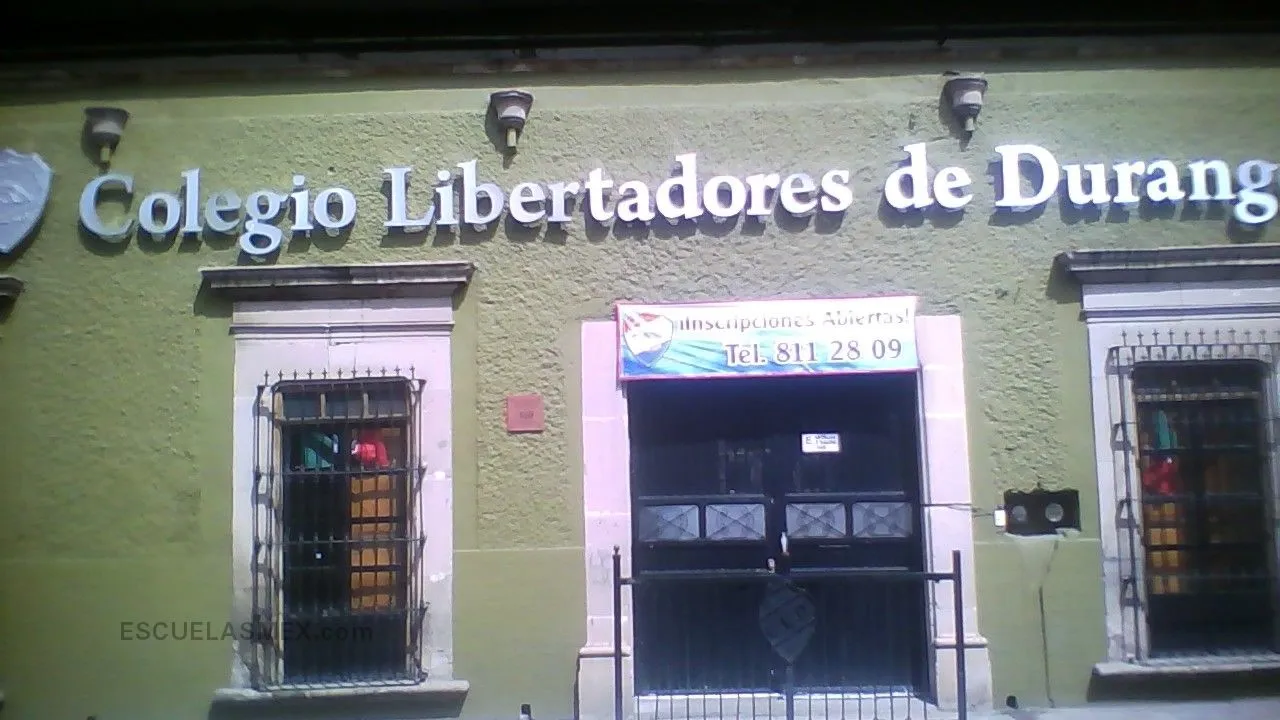 Colegio Libertadores de Durang
¡Inscripciones Abiertas!
Tel. 811 28 09
ESCUELASMEX.com